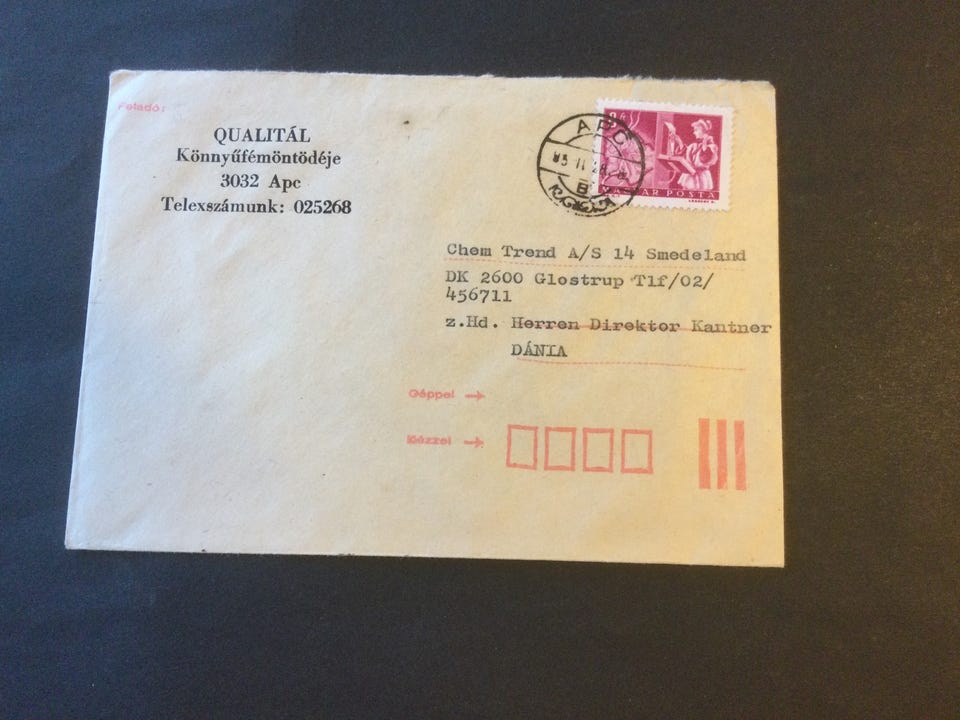 Feladó:
QUALITÁL
Könnyűfémöntödéje
3032 Apc
Telexszámunk: 025268
APC
B
MAGYAR POSTA
Chem Trend A/S 14 Smedeland
DK 2600 Glostrup Tlf/02/
456711
z.Hd. Herren Direktor Kantner
DÁNIA
Géppel →
Kézzel →